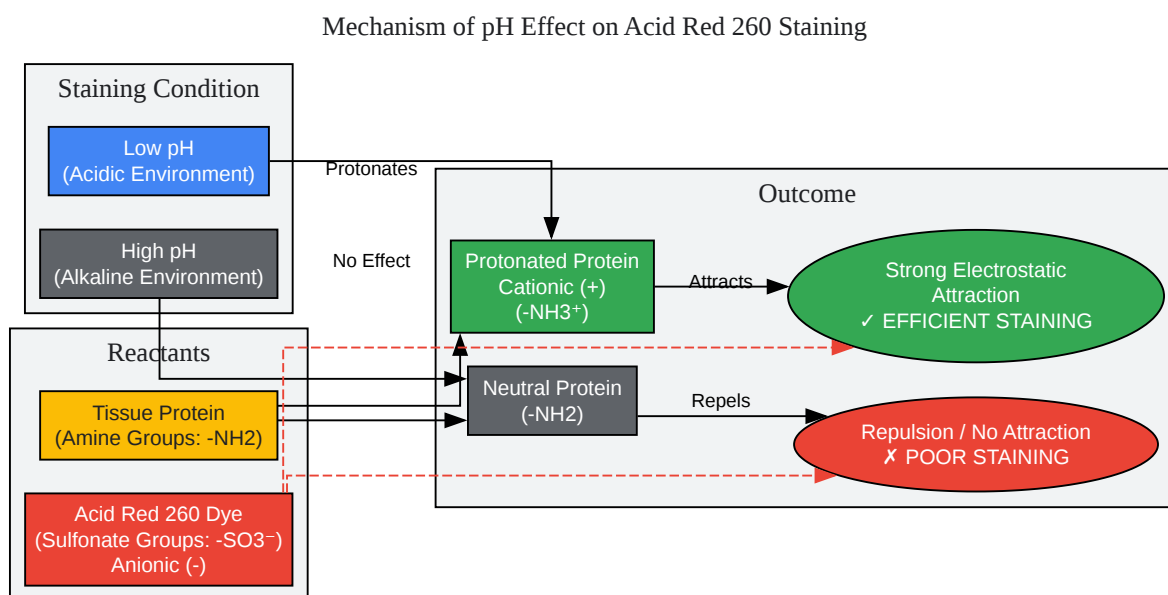 Mechanism of pH Effect on Acid Red 260 Staining
Staining Condition
Low pH
(Acidic Environment)
High pH
(Alkaline Environment)
Protonates
No Effect
Reactants
Tissue Protein
(Amine Groups: -NH2)
Acid Red 260 Dye
(Sulfonate Groups: -SO3⁻)
Anionic (-)
Outcome
Protonated Protein
Cationic (+)
(-NH3⁺)
Attracts
Strong Electrostatic
Attraction
✓ EFFICIENT STAINING
Neutral Protein
(-NH2)
Repels
Repulsion / No Attraction
✗ POOR STAINING